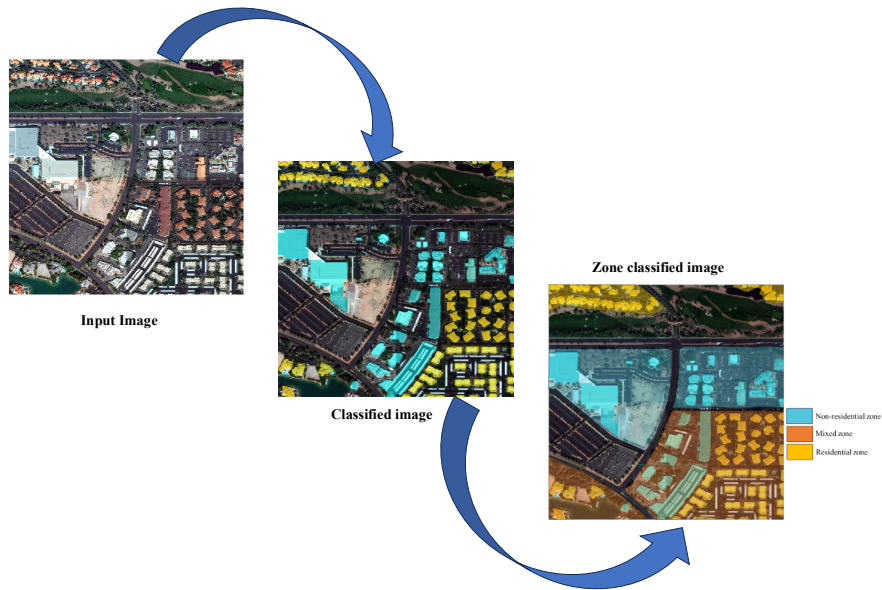 Input Image
Classified image
Zone classified image
Non-residential zone
Mixed zone
Residential zone